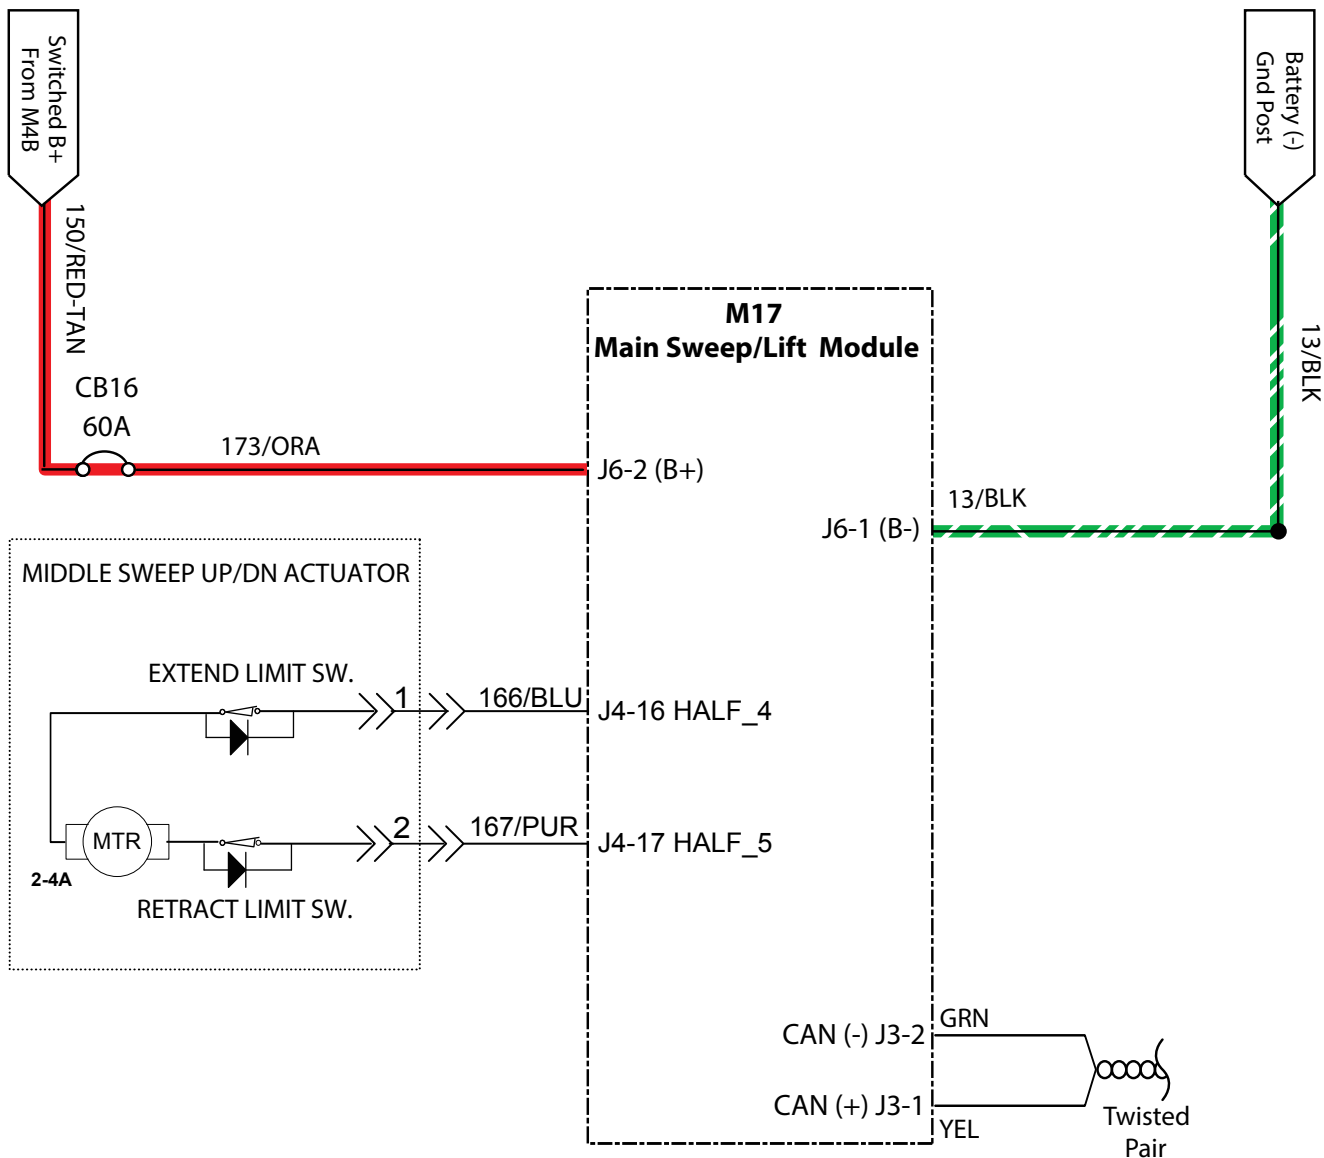 Switched B+
From M4B
Battery (-)
Gnd Post
150/RED-TAN
13/BLK
M17
Main Sweep/Lift Module
CB16
60A
173/ORA
J6-2 (B+)
13/BLK
J6-1 (B-)
MIDDLE SWEEP UP/DN ACTUATOR
EXTEND LIMIT SW.
1
166/BLU
J4-16 HALF_4
MTR
2-4A
2
167/PUR
J4-17 HALF_5
RETRACT LIMIT SW.
CAN (-) J3-2
GRN
CAN (+) J3-1
YEL
Twisted
Pair